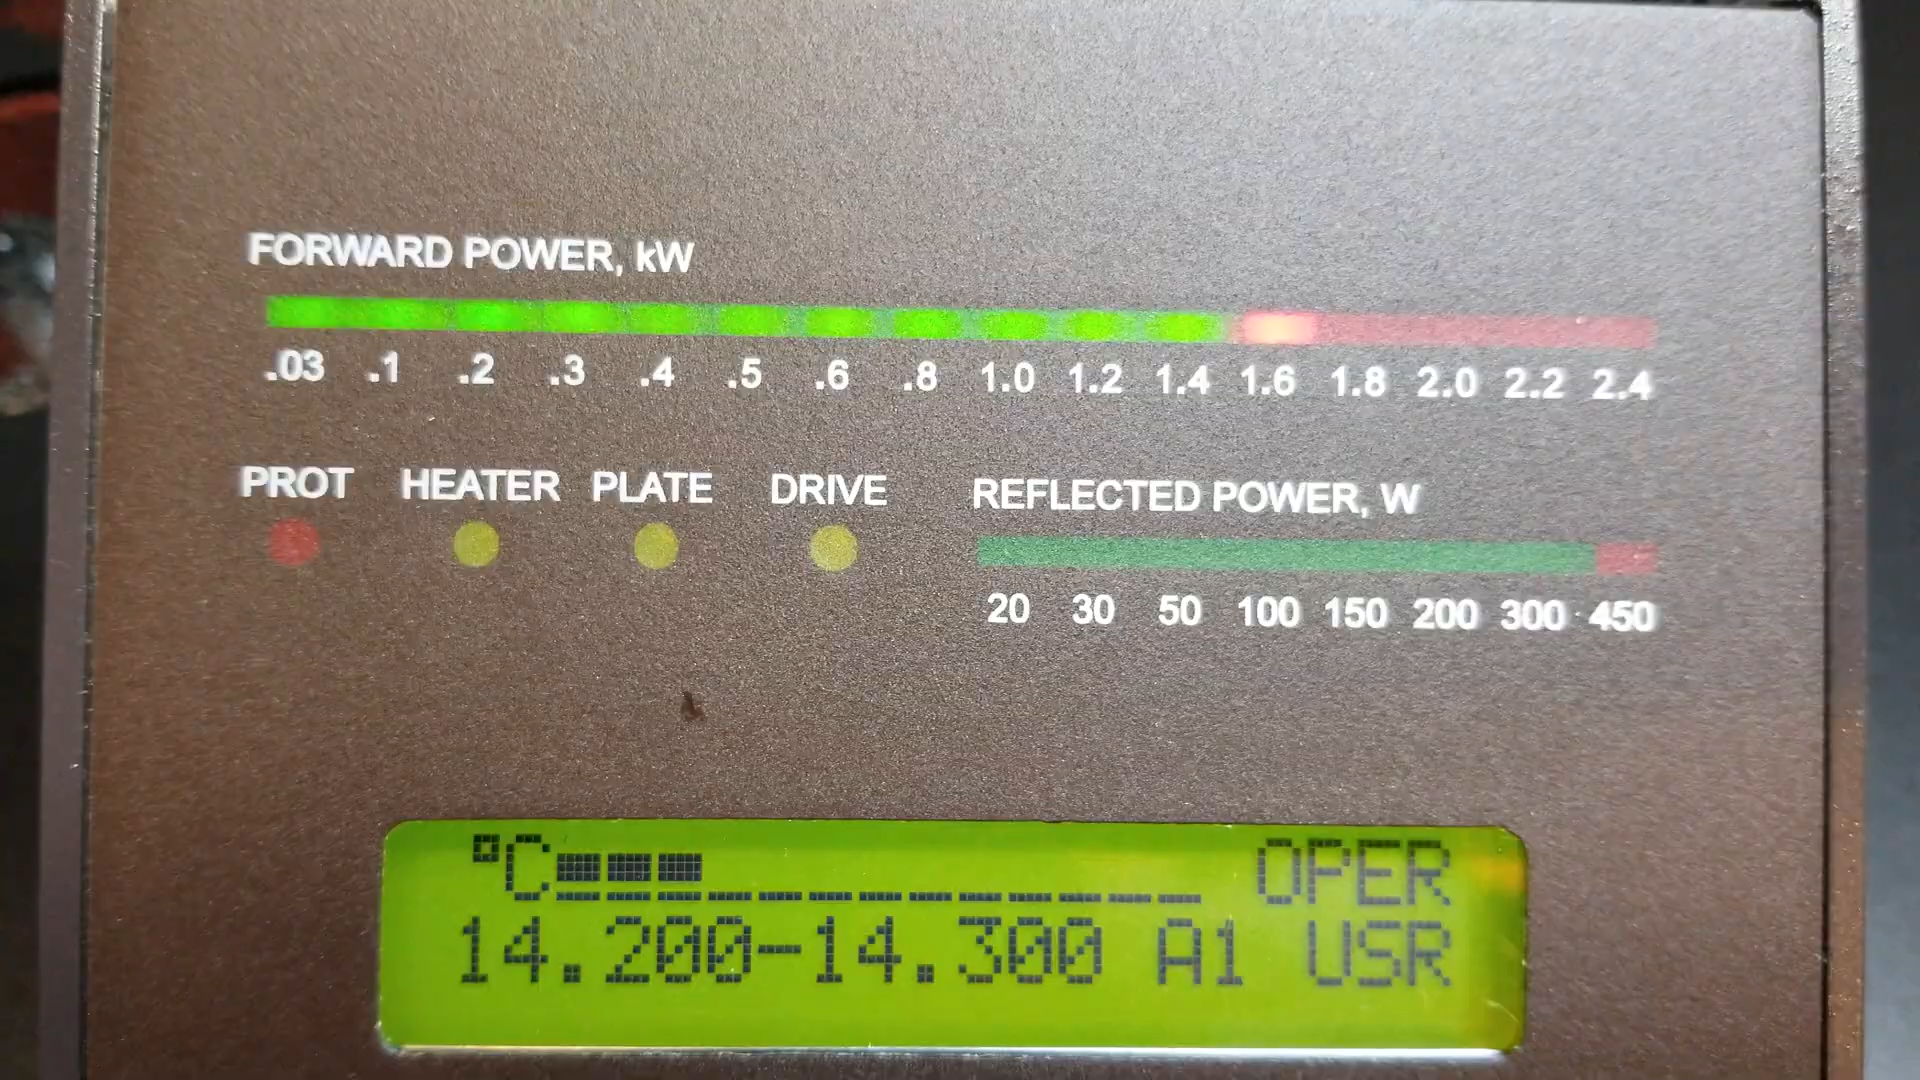 FORWARD POWER, kW
.03 .1 .2 .3 .4 .5 .6 .8 1.0 1.2 1.4 1.6 1.8 2.0 2.2 2.4
PROT HEATER PLATE DRIVE REFLECTED POWER, W
20 30 50 100 150 200 300 450
°C OPER
14.200-14.300 A1 USR